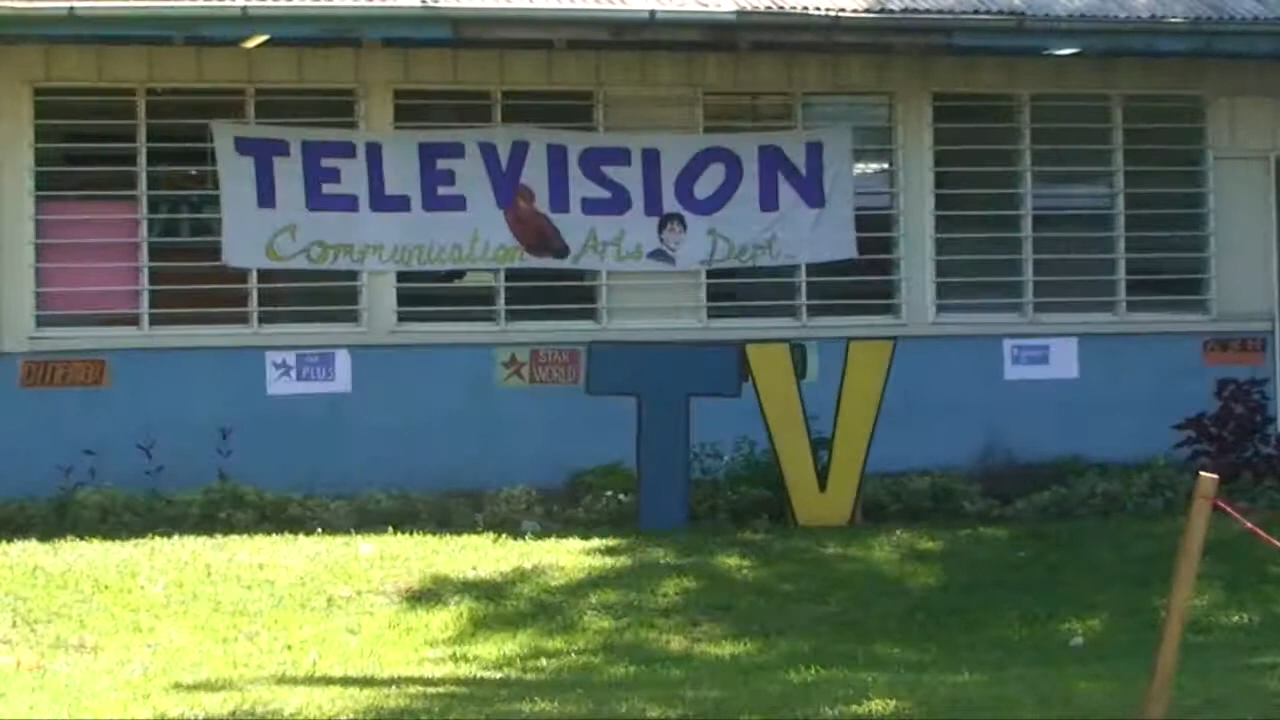 TELEVISION
Communication Arts Dept.
STAR
PLUS
STAR
WORLD
TV